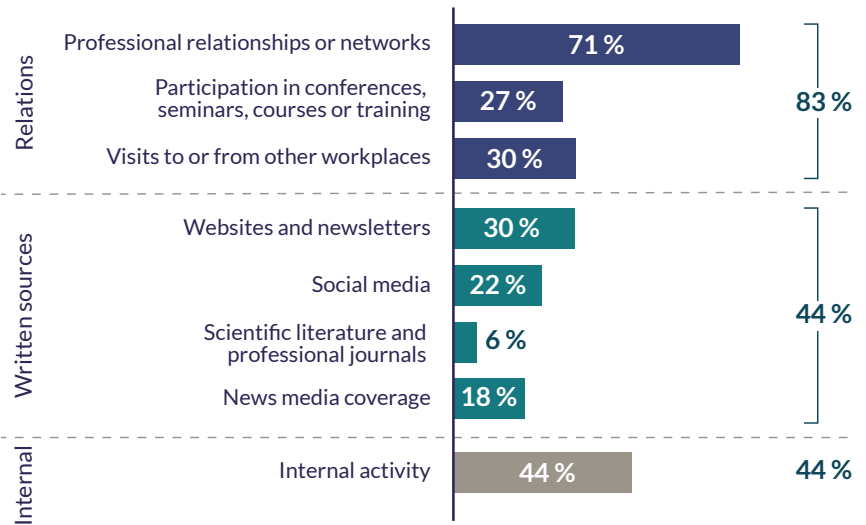 Relations
Professional relationships or networks
71 %
Participation in conferences,
seminars, courses or training
27 %
83 %
Visits to or from other workplaces
30 %
Written sources
Websites and newsletters
30 %
Social media
22 %
44 %
Scientific literature and
professional journals
6 %
News media coverage
18 %
Internal
Internal activity
44 %
44 %